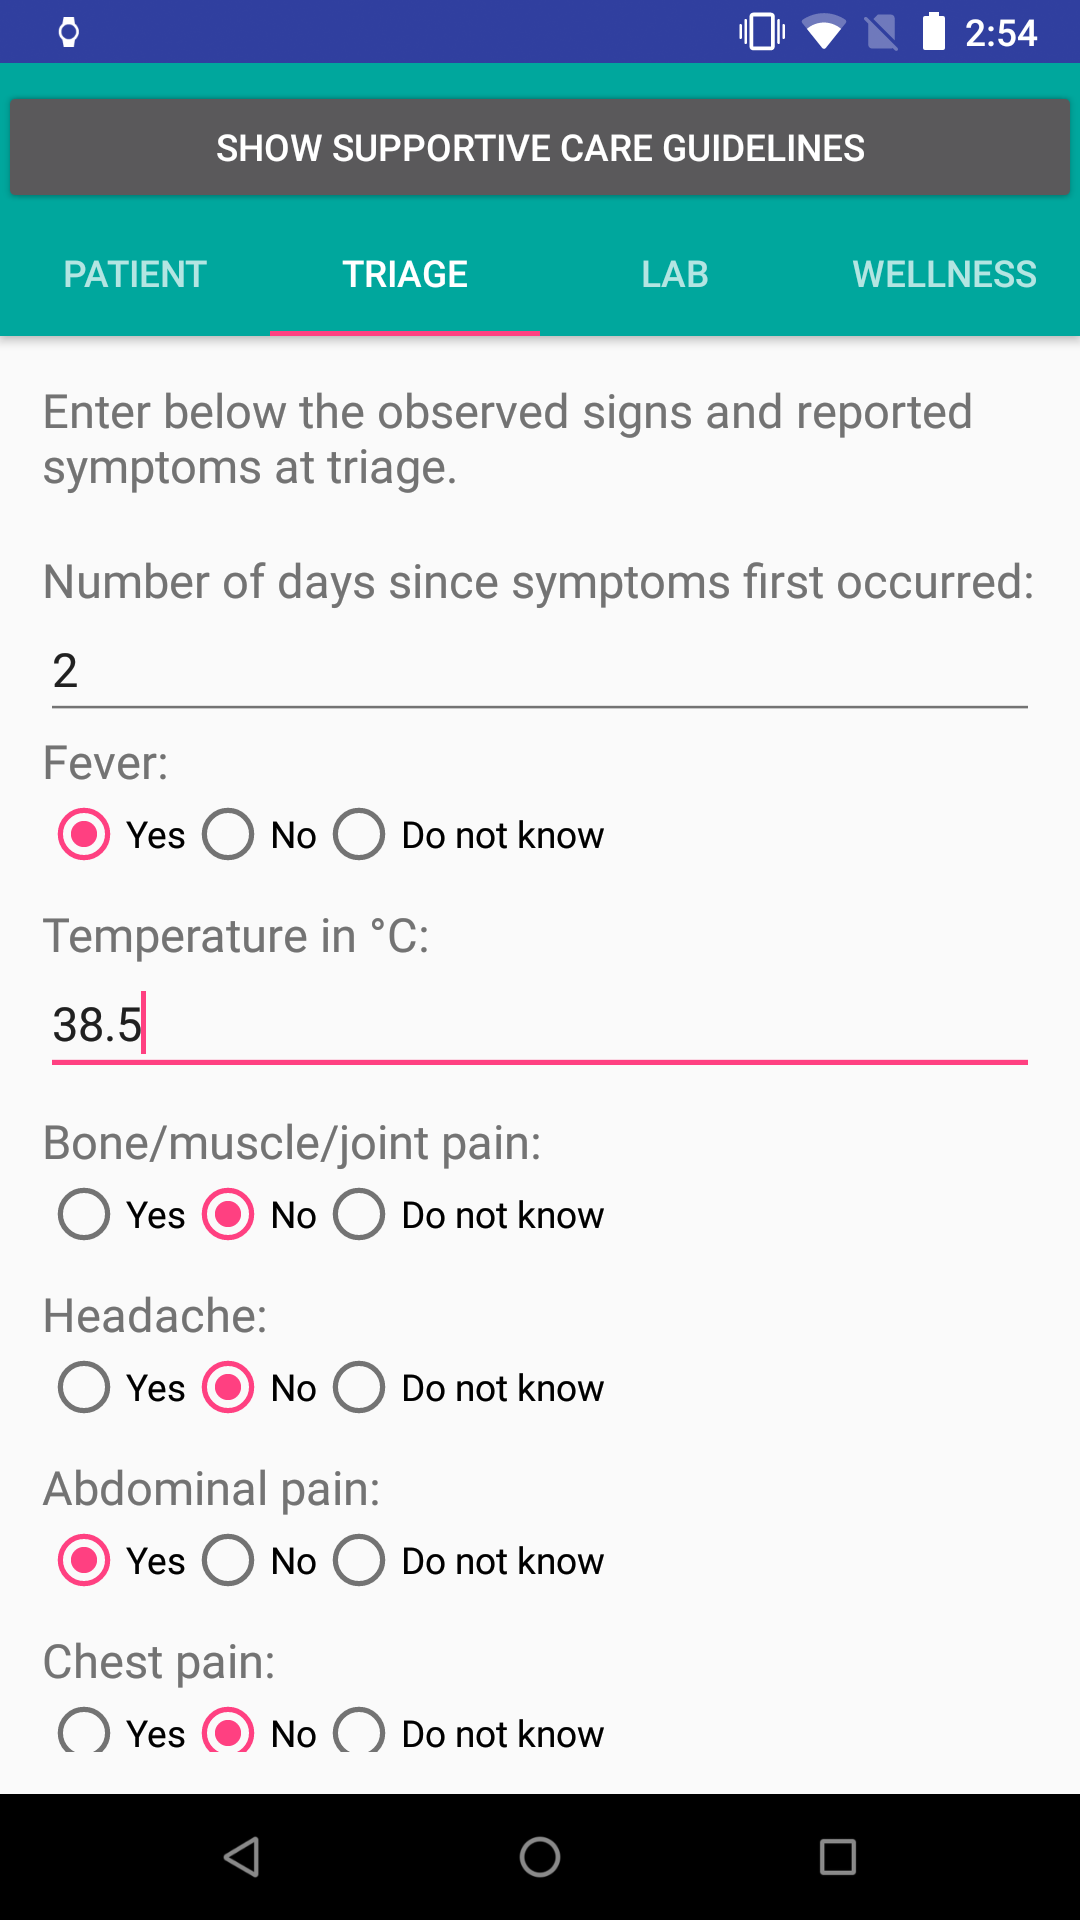 2:54
SHOW SUPPORTIVE CARE GUIDELINES
PATIENT TRIAGE LAB WELLNESS
Enter below the observed signs and reported
symptoms at triage.
Number of days since symptoms first occurred:
2
Fever:
Yes No Do not know
Temperature in °C:
38.5
Bone/muscle/joint pain:
Yes No Do not know
Headache:
Yes No Do not know
Abdominal pain:
Yes No Do not know
Chest pain:
Yes No Do not know